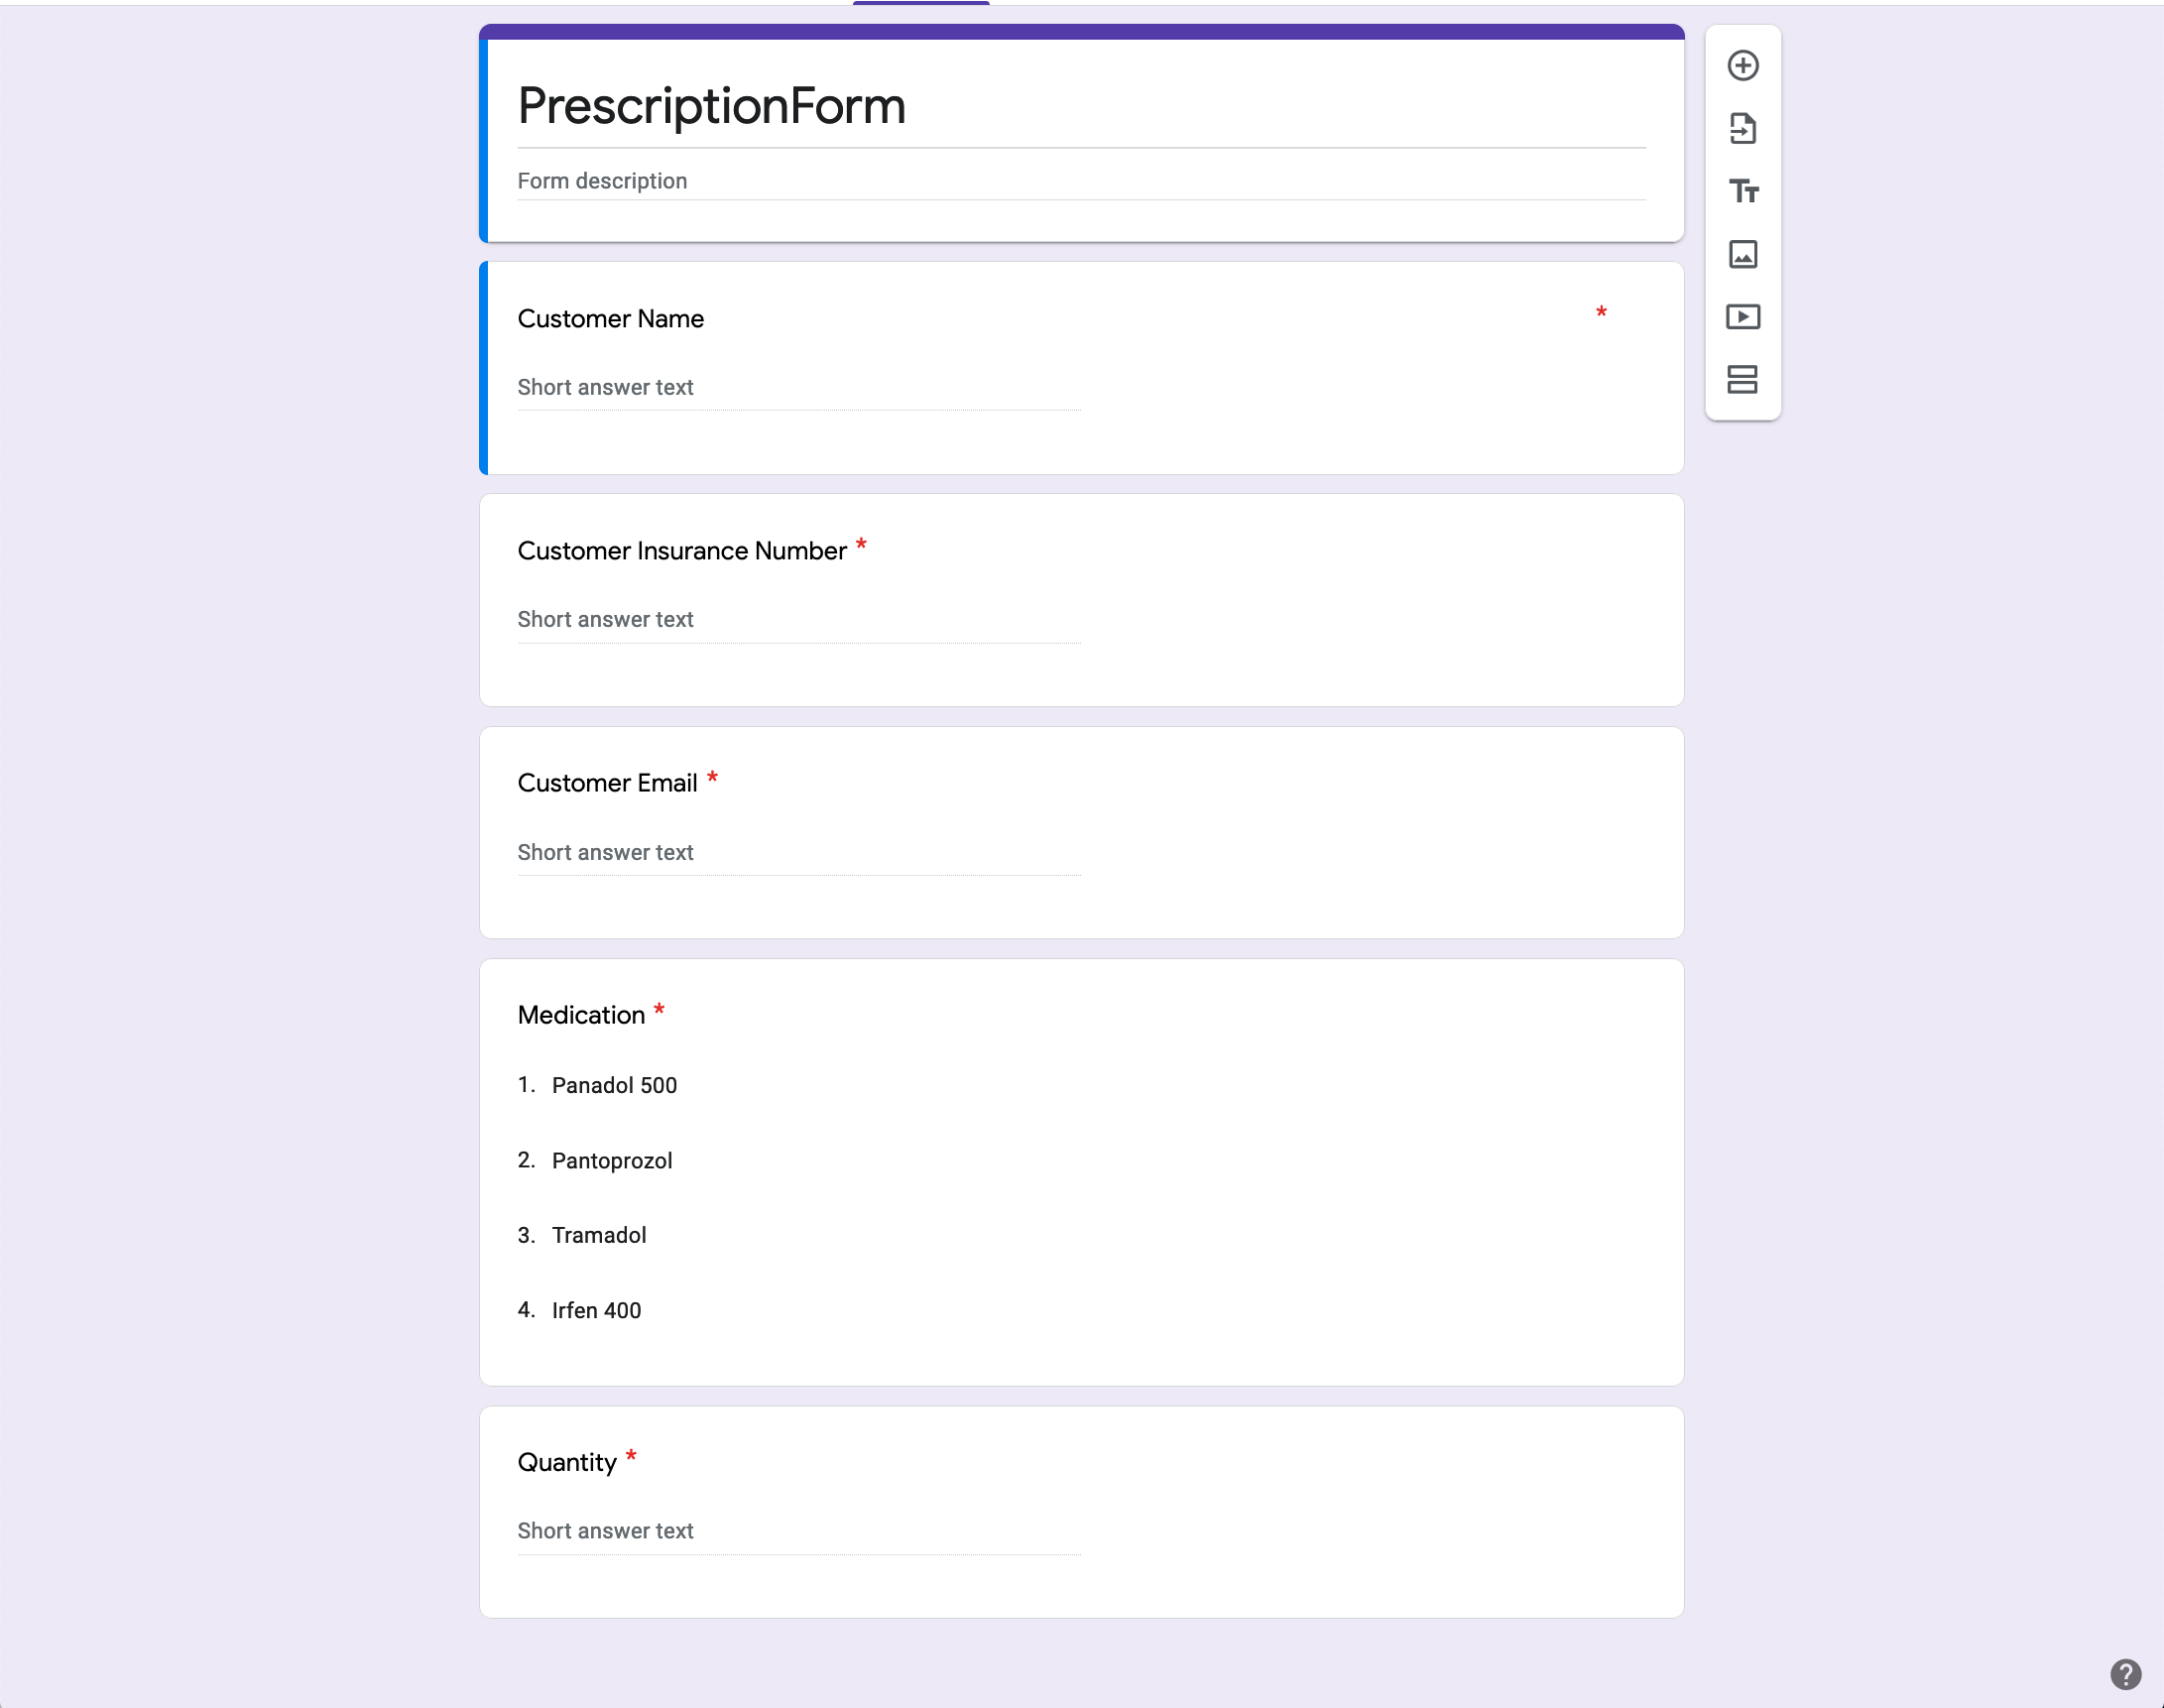 PrescriptionForm
Form description
Customer Name *
Short answer text
Customer Insurance Number *
Short answer text
Customer Email *
Short answer text
Medication *
1. Panadol 500
2. Pantoprozol
3. Tramadol
4. Irfen 400
Quantity *
Short answer text